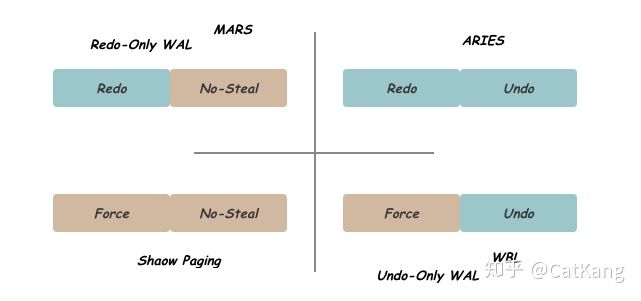 MARS
Redo-Only WAL
Redo No-Steal
ARIES
Redo Undo
Force No-Steal
Shaow Paging
Force Undo
WBL
Undo-Only WAL
知乎 @CatKang